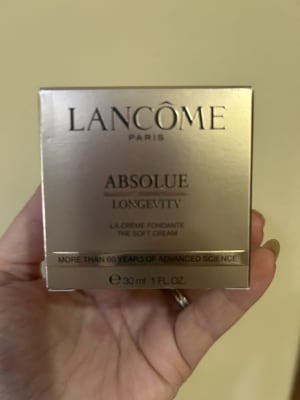 LANCÔME
PARIS
ABSOLUE
LONGEVITY
LA CRÈME FONDANTE
THE SOFT CREAM
MORE THAN 60 YEARS OF ADVANCED SCIENCE
℮ 30 ml 1 FL.OZ.